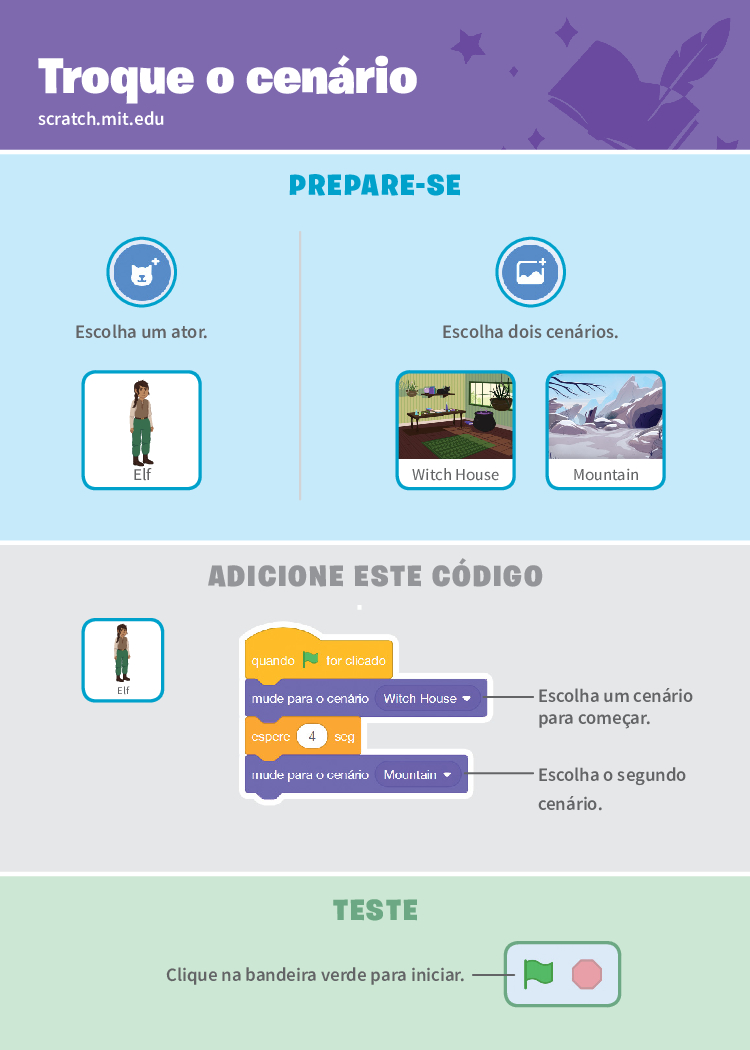 Troque o cenário
scratch.mit.edu
PREPARE-SE
Escolha um ator.
Escolha dois cenários.
Elf
Witch House
Mountain
ADICIONE ESTE CÓDIGO
Elf
quando for clicado
mude para o cenário Witch House
espere 4 seg
mude para o cenário Mountain
Escolha um cenário
para começar.
Escolha o segundo
cenário.
TESTE
Clique na bandeira verde para iniciar.